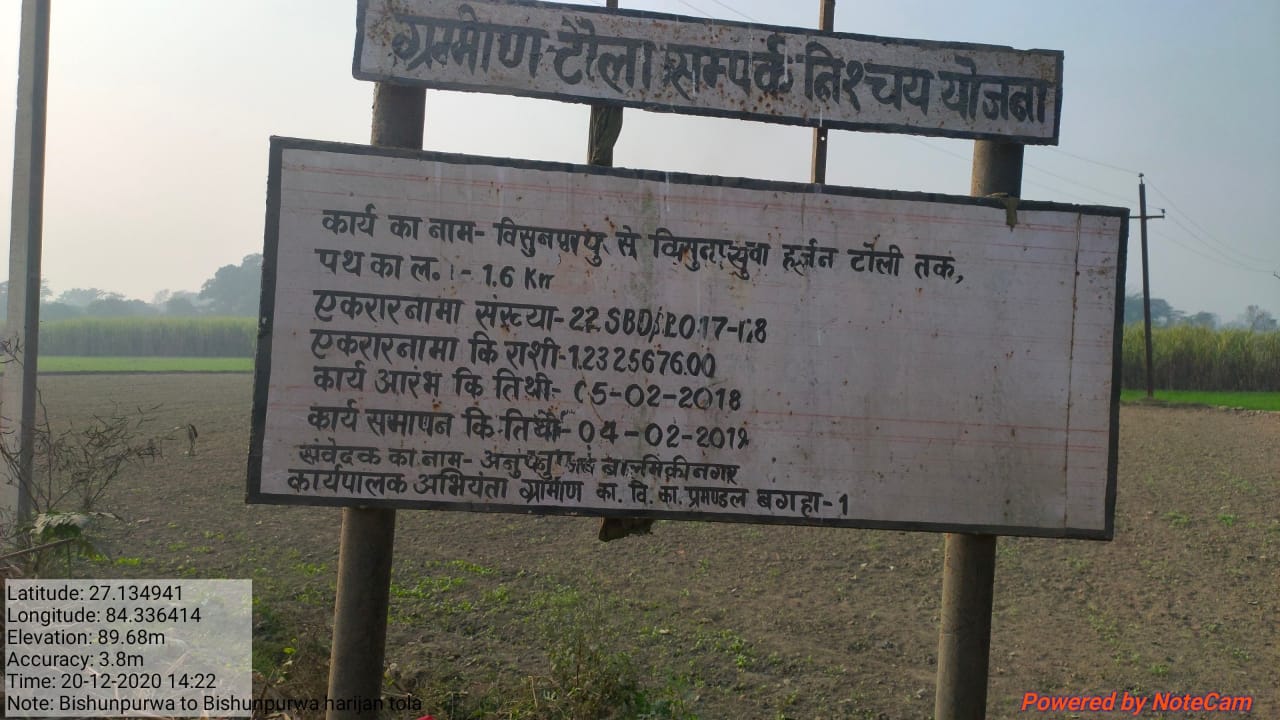 ग्रामीण टोला सम्पर्क निश्चय योजना
कार्य का नाम- विसुनपुरवा से विसुनपुरवा हर्जन टोली तक,
पथ का ल. - 1.6 Km
एकरारनामा संख्या- 22 SBD/2017-18
एकरारनामा कि राशी-12325676.00
कार्य आरंभ कि तिथी- 05-02-2018
कार्य समापन कि तिथी- 04-02-2019
संवेदक का नाम- बाल्मिकीनगर
कार्यपालक अभियंता ग्रामीण का. वि. का. प्रमण्डल बगहा-1
Latitude: 27.134941
Longitude: 84.336414
Elevation: 89.68m
Accuracy: 3.8m
Time: 20-12-2020 14:22
Note: Bishunpurwa to Bishunpurwa harijan tola
Powered by NoteCam